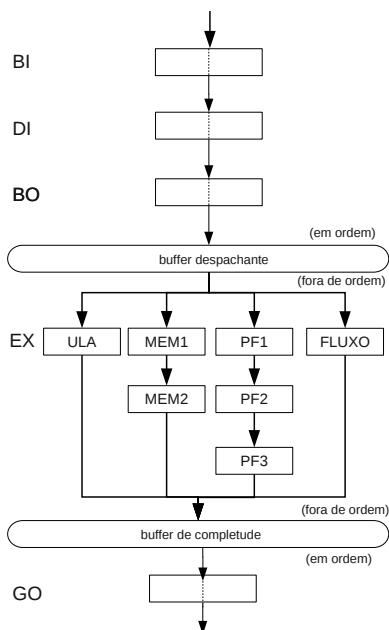 BI
DI
BO
(em ordem)
buffer despachante
(fora de ordem)
EX
ULA MEM1 PF1 FLUXO
MEM2 PF2
PF3
(fora de ordem)
buffer de completude
(em ordem)
GO